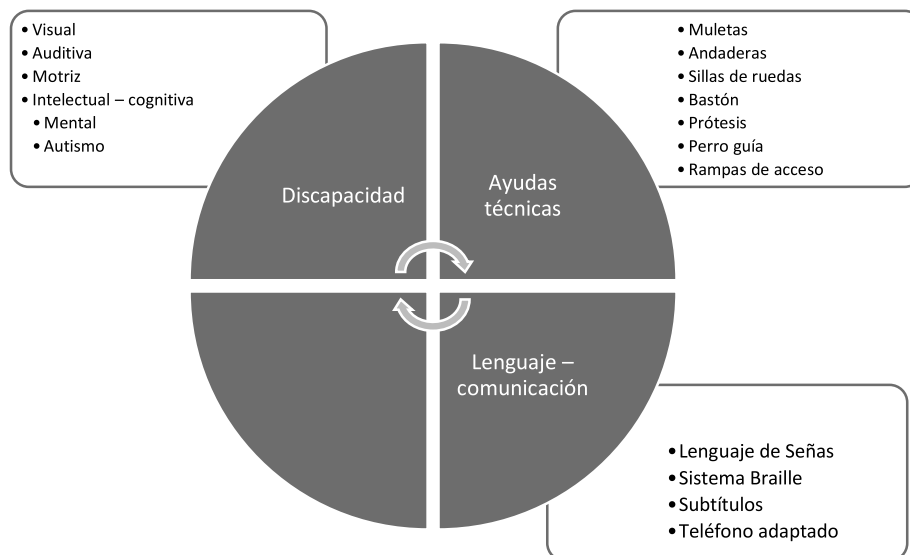 • Visual
• Auditiva
• Motriz
• Intelectual – cognitiva
• Mental
• Autismo
• Muletas
• Andaderas
• Sillas de ruedas
• Bastón
• Prótesis
• Perro guía
• Rampas de acceso
Discapacidad
Ayudas
técnicas
Lenguaje –
comunicación
• Lenguaje de Señas
• Sistema Braille
• Subtítulos
• Teléfono adaptado